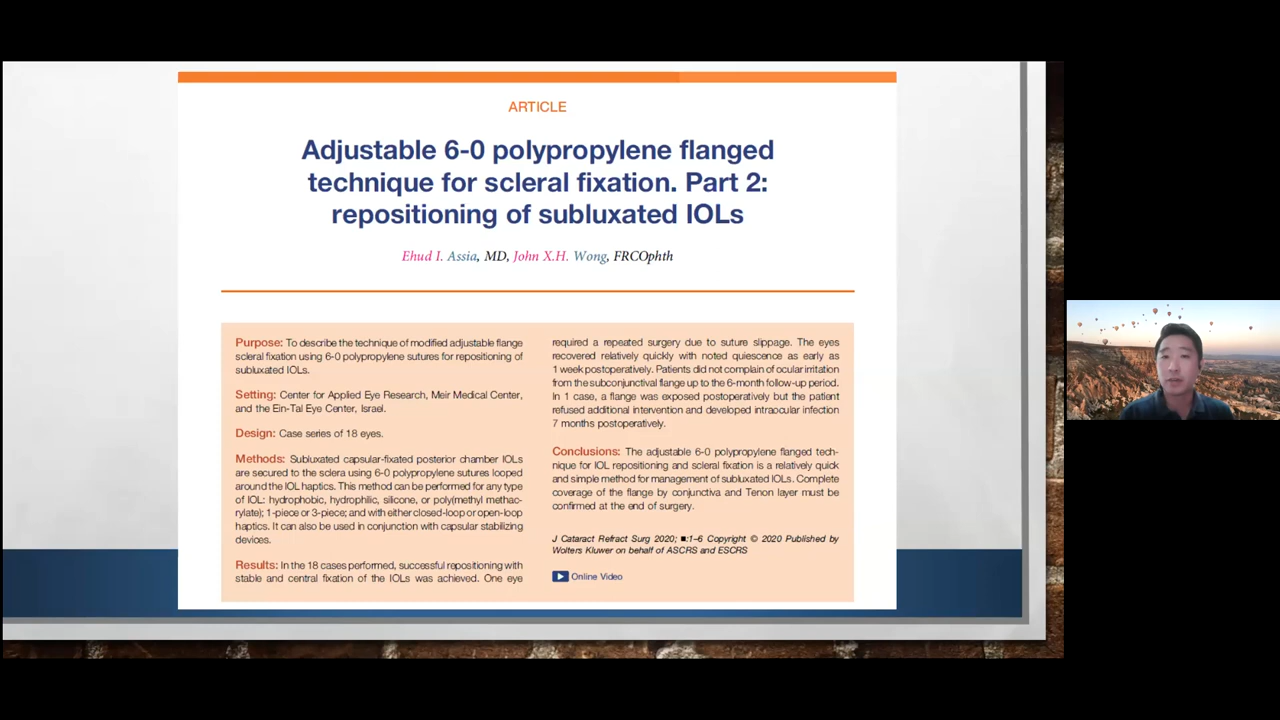 ARTICLE
Adjustable 6-0 polypropylene flanged
technique for scleral fixation. Part 2:
repositioning of subluxated IOLs
Ehud I. Assia, MD, John X.H. Wong, FRCOphth
Purpose: To describe the technique of modified adjustable flange
scleral fixation using 6-0 polypropylene sutures for repositioning of
subluxated IOLs.
Setting: Center for Applied Eye Research, Meir Medical Center,
and the Ein-Tal Eye Center, Israel.
Design: Case series of 18 eyes.
Methods: Subluxated capsular-fixated posterior chamber IOLs
are secured to the sclera using 6-0 polypropylene sutures looped
around the IOL haptics. This method can be performed for any type
of IOL: hydrophobic, hydrophilic, silicone, or poly(methyl methac-
rylate); 1-piece or 3-piece; and with either closed-loop or open-loop
haptics. It can also be used in conjunction with capsular stabilizing
devices.
Results: In the 18 cases performed, successful repositioning with
stable and central fixation of the IOLs was achieved. One eye
required a repeated surgery due to suture slippage. The eyes
recovered relatively quickly with noted quiescence as early as
1 week postoperatively. Patients did not complain of ocular irritation
from the subconjunctival flange up to the 6-month follow-up period.
In 1 case, a flange was exposed postoperatively but the patient
refused additional intervention and developed intraocular infection
7 months postoperatively.
Conclusions: The adjustable 6-0 polypropylene flanged tech-
nique for IOL repositioning and scleral fixation is a relatively quick
and simple method for management of subluxated IOLs. Complete
coverage of the flange by conjunctiva and Tenon layer must be
confirmed at the end of surgery.
J Cataract Refract Surg 2020; ■:1–6 Copyright © 2020 Published by
Wolters Kluwer on behalf of ASCRS and ESCRS
Online Video